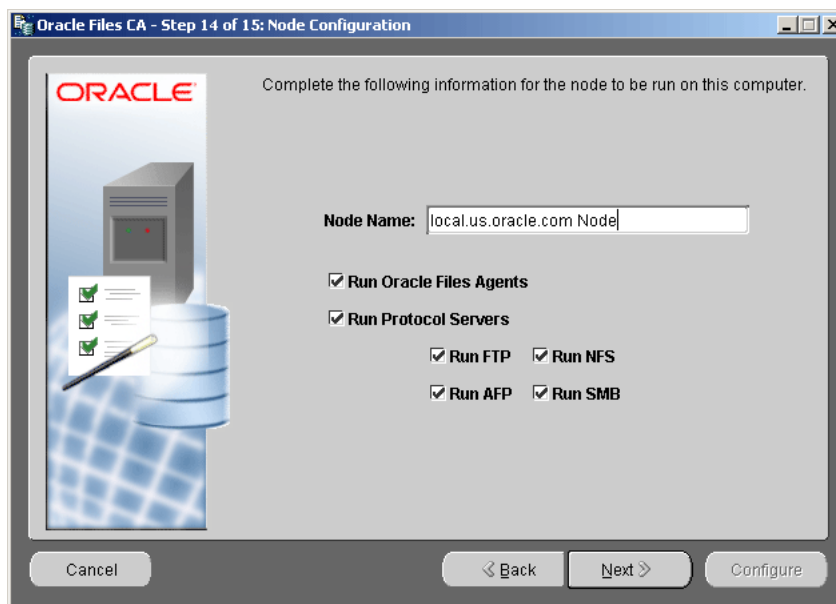 Oracle Files CA - Step 14 of 15: Node Configuration
ORACLE
Complete the following information for the node to be run on this computer.
Node Name: local.us.oracle.com Node
Run Oracle Files Agents
Run Protocol Servers
Run FTP Run NFS
Run AFP Run SMB
Cancel Back Next Configure